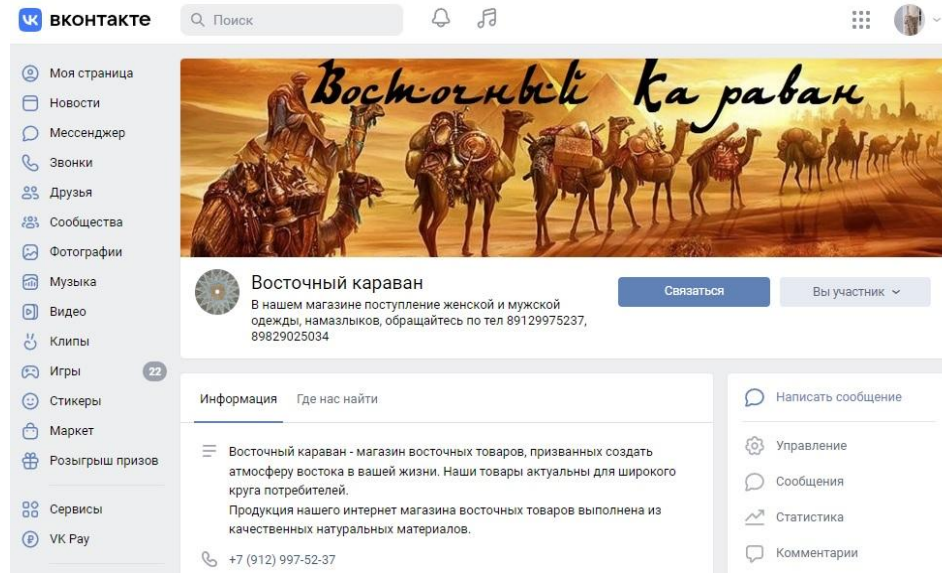 вконтакте
Поиск
Моя страница
Новости
Мессенджер
Звонки
Друзья
Сообщества
Фотографии
Музыка
Видео
Клипы
Игры 22
Стикеры
Маркет
Розыгрыш призов
Сервисы
VK Pay
Восточный Ка раван
Восточный караван
В нашем магазине поступление женской и мужской
одежды, намазлыков, обращайтесь по тел 89129975237,
89829025034
Связаться
Вы участник
Информация Где нас найти
Восточный караван - магазин восточных товаров, призванных создать
атмосферу востока в вашей жизни. Наши товары актуальны для широкого
круга потребителей.
Продукция нашего интернет магазина восточных товаров выполнена из
качественных натуральных материалов.
+7 (912) 997-52-37
Написать сообщение
Управление
Сообщения
Статистика
Комментарии